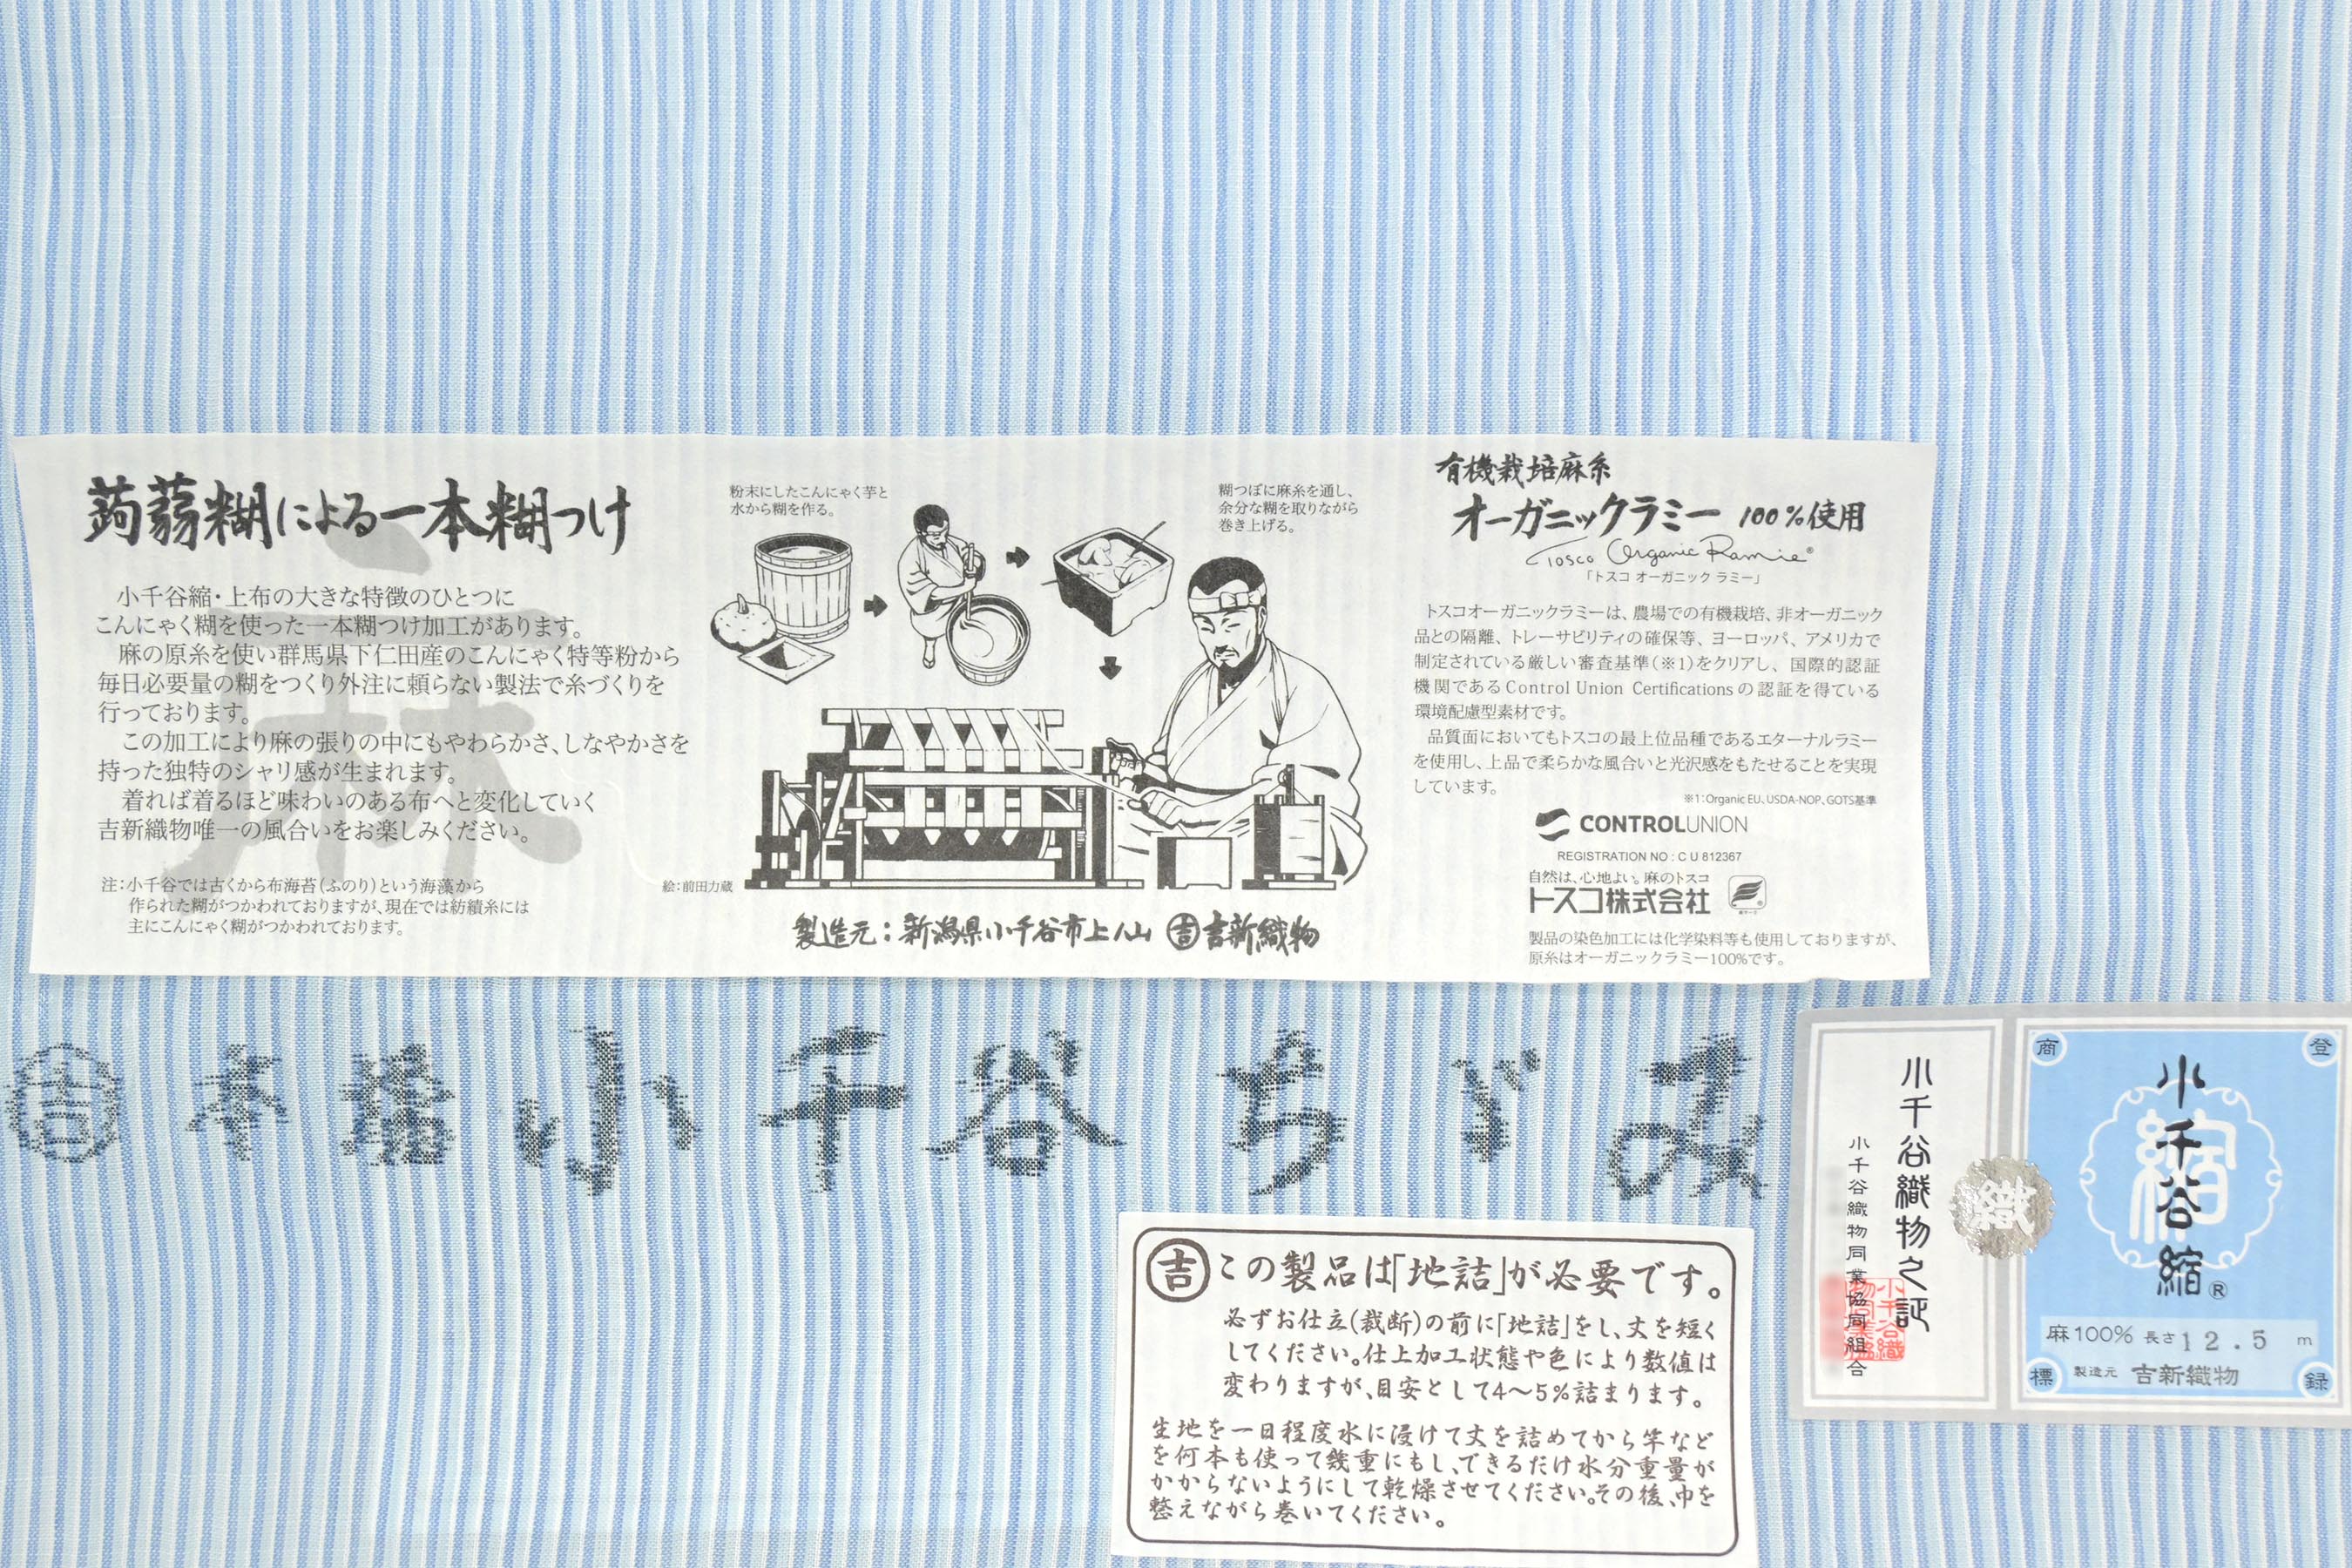 蒟蒻糊による一本糊つけ
小千谷縮・上布の大きな特徴のひとつに
こんにゃく糊を使った一本糊つけ加工があります。
麻の原糸を使い群馬県下仁田産のこんにゃく特等粉から
毎日必要量の糊をつくり外注に頼らない製法で糸づくりを
行っております。
この加工により麻の張りの中にもやわらかさ、しなやかさを
持った独特のシャリ感が生まれます。
着れば着るほど味わいのある布へと変化していく
吉新織物唯一の風合いをお楽しみください。
注:小千谷では古くから布海苔(ふのり)という海藻から
作られた糊がつかわれておりますが、現在では紡績糸には
主にこんにゃく糊がつかわれております。
麻
粉末にしたこんにゃく芋と
水から糊を作る。
糊つぼに麻糸を通し、
余分な糊を取りながら
巻き上げる。
絵:前田力蔵
製造元:新潟県小千谷市上ノ山 吉 吉新織物
有機栽培麻糸
オーガニックラミー 100%使用
Tosco Organic Ramie®
「トスコ オーガニック ラミー」
トスコオーガニックラミーは、農場での有機栽培、非オーガニック
品との隔離、トレーサビリティの確保等、ヨーロッパ、アメリカで
制定されている厳しい審査基準(※1)をクリアし、国際的認証
機関であるControl Union Certificationsの認証を得ている
環境配慮型素材です。
品質面においてもトスコの最上位品種であるエターナルラミー
を使用し、上品で柔らかな風合いと光沢感をもたせることを実現
しています。
※1:Organic EU, USDA-NOP, GOTS基準
CONTROLUNION
REGISTRATION NO : C U 812367
自然は、心地よい。麻のトスコ
トスコ株式会社
製品の染色加工には化学染料等も使用しておりますが、
原糸はオーガニックラミー100%です。
吉 本塩小千谷ちぢみ
吉 この製品は「地詰」が必要です。
必ずお仕立(裁断)の前に「地詰」をし、丈を短く
してください。仕上加工状態や色により数値は
変わりますが、目安として4〜5%詰まります。
生地を一日程度水に浸けて丈を詰めてから竿など
を何本も使って幾重にもし、できるだけ水分重量が
かからないようにして乾燥させてください。その後、巾を
整えながら巻いてください。
小千谷織物之証
小千谷織物同業協同組合
織
登録商標
縮
小千谷縮®
麻100% 長さ12.5m
製造元 吉新織物